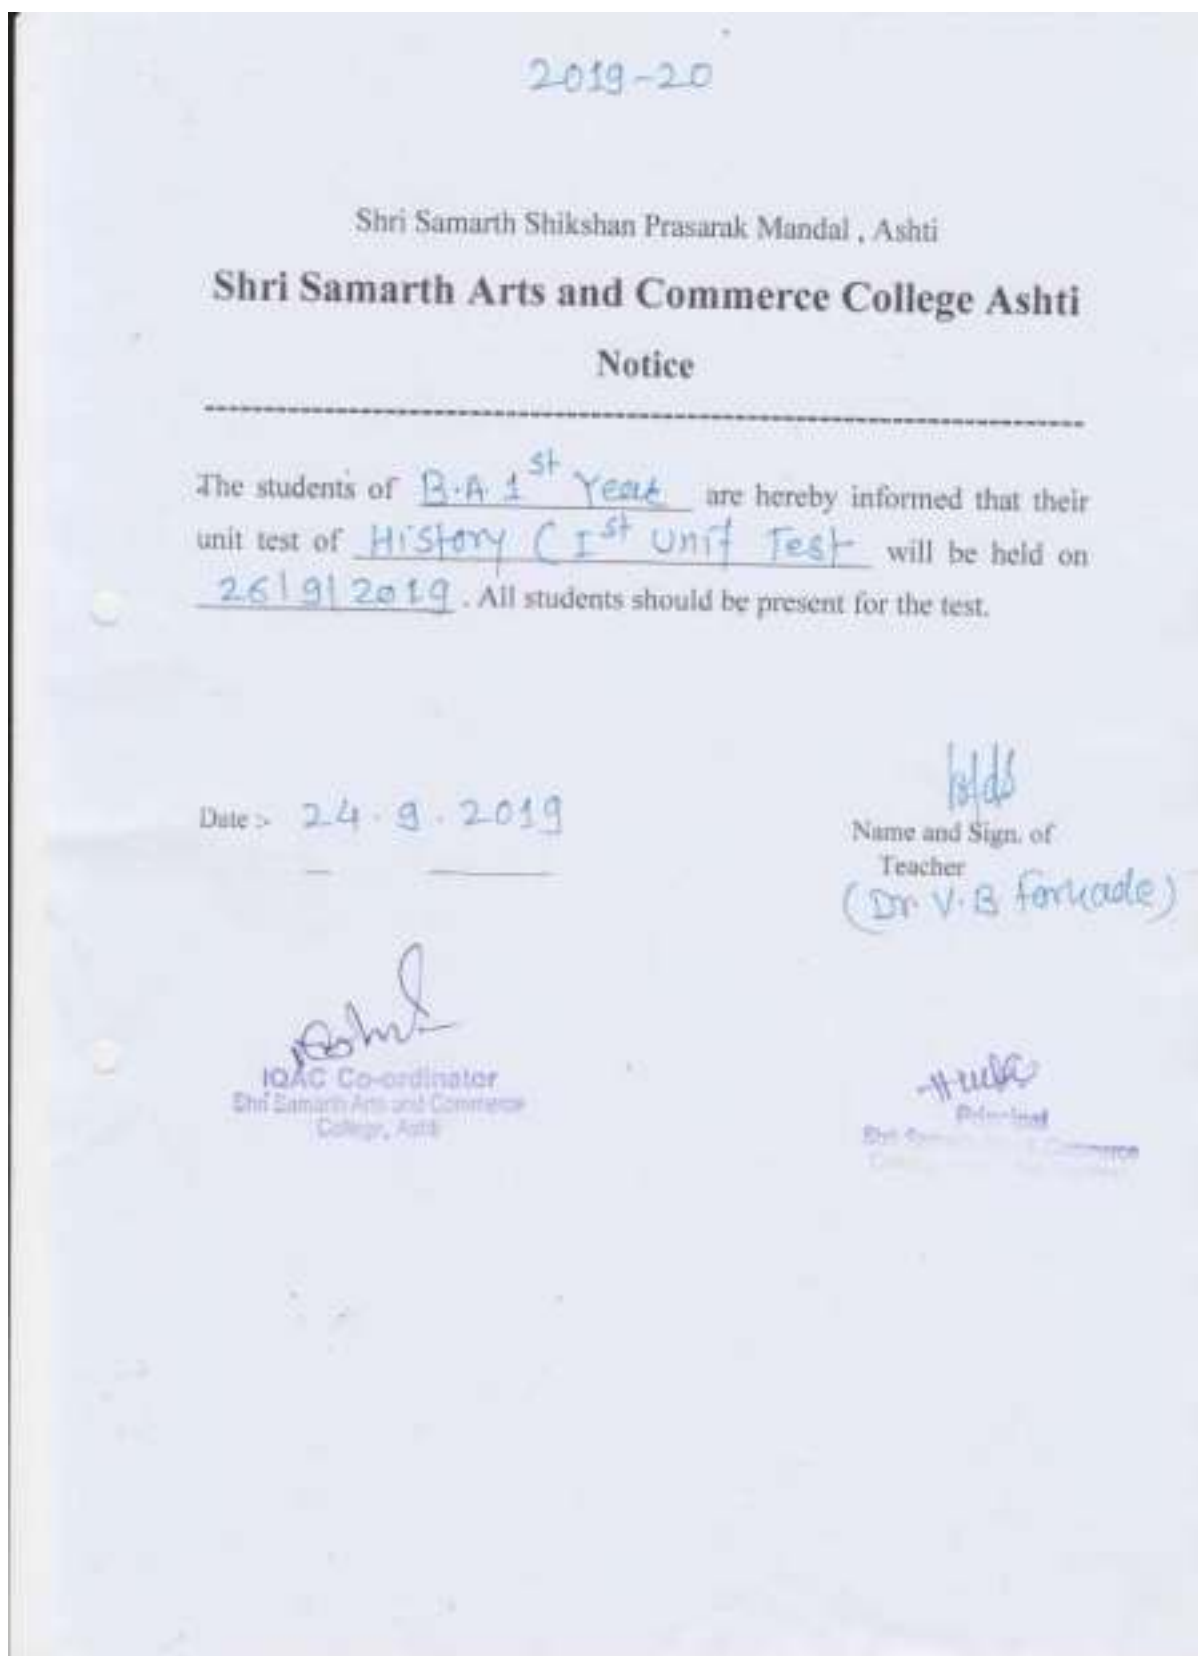 2019-20
Shri Samarth Shikshan Prasarak Mandal , Ashti
Shri Samarth Arts and Commerce College Ashti
Notice
The students of B.A. 1st Year are hereby informed that their
unit test of History ( Ist Unit Test will be held on
26|9|2019 . All students should be present for the test.
Date :- 24.9.2019
Name and Sign. of
Teacher
(Dr V.B
IQAC Co-ordinator
Shri Samarth Arts and Commerce
College, Ashti
Principal
Shri Commerce